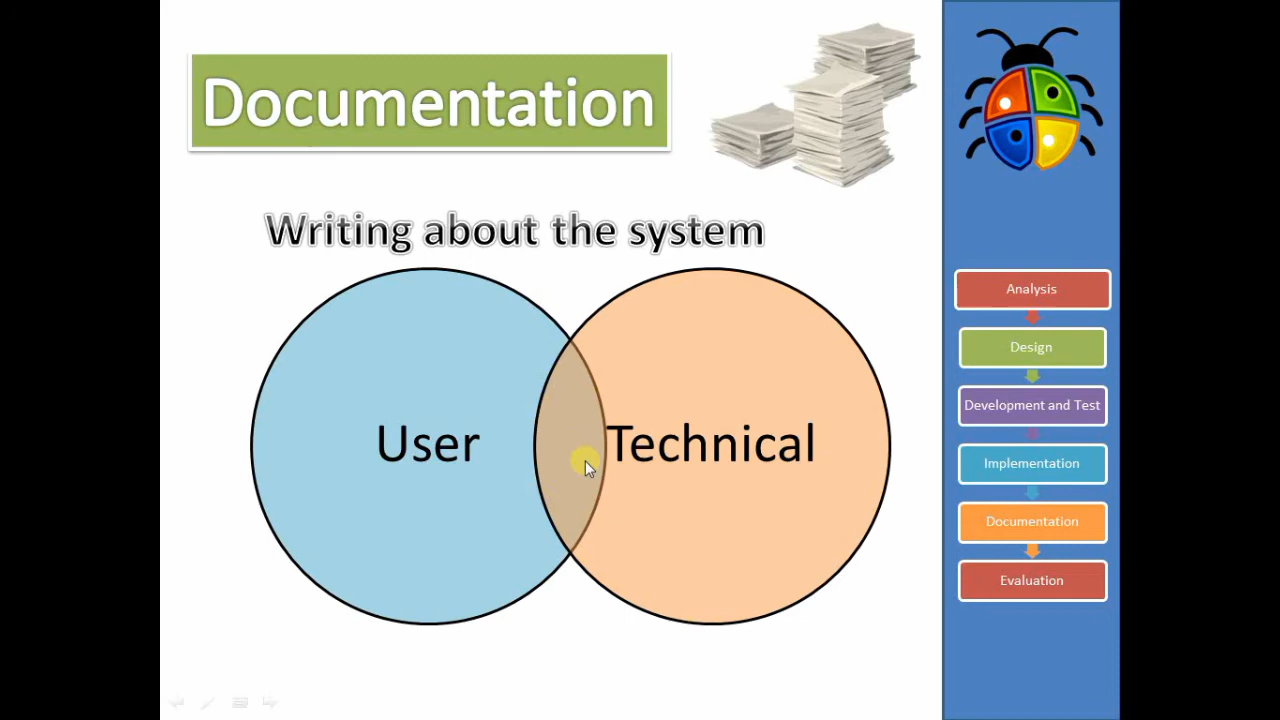 Documentation
Writing about the system
User
Technical
Analysis
Design
Development and Test
Implementation
Documentation
Evaluation